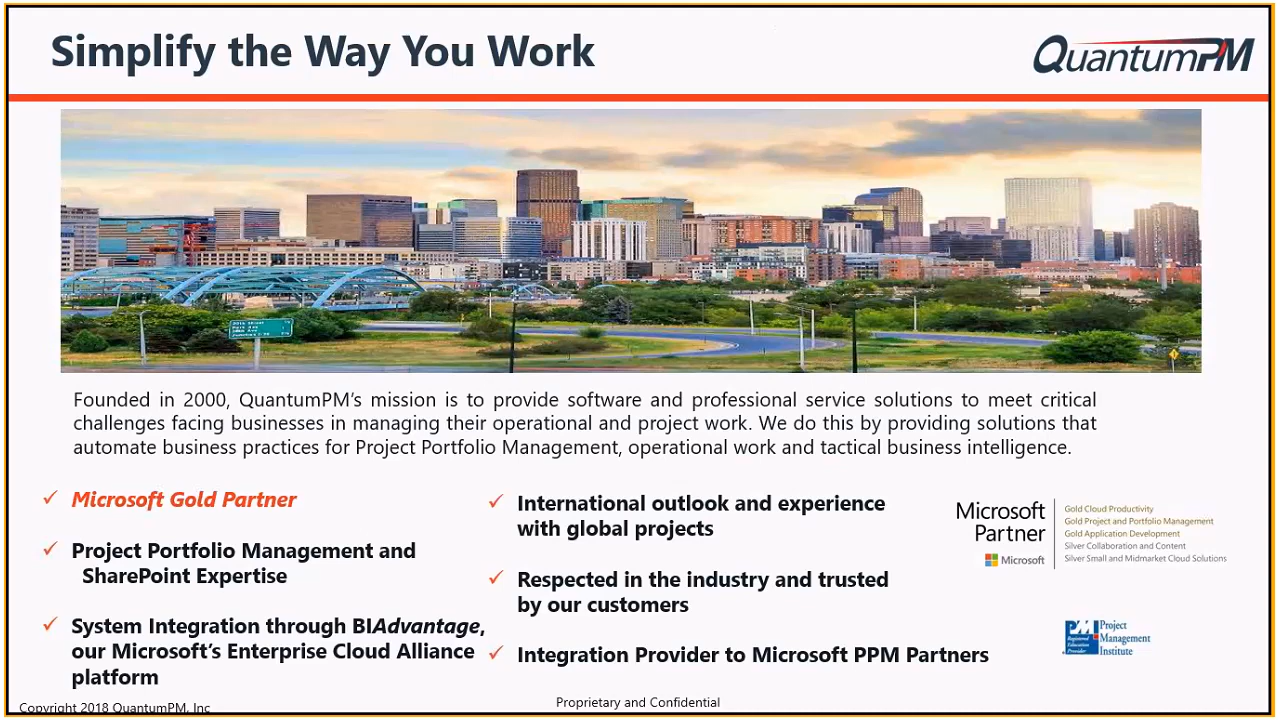 Simplify the Way You Work
QuantumPM
Founded in 2000, QuantumPM's mission is to provide software and professional service solutions to meet critical
challenges facing businesses in managing their operational and project work. We do this by providing solutions that
automate business practices for Project Portfolio Management, operational work and tactical business intelligence.
✓ Microsoft Gold Partner
✓ Project Portfolio Management and
SharePoint Expertise
✓ System Integration through BIAdvantage,
our Microsoft's Enterprise Cloud Alliance
platform
✓ International outlook and experience
with global projects
✓ Respected in the industry and trusted
by our customers
✓ Integration Provider to Microsoft PPM Partners
Microsoft
Partner
Microsoft
Gold Cloud Productivity
Gold Project and Portfolio Management
Gold Application Development
Silver Collaboration and Content
Silver Small and Midmarket Cloud Solutions
PMI
Registered
Education
Provider
Project
Management
Institute
Copyright 2018 QuantumPM, Inc
Proprietary and Confidential